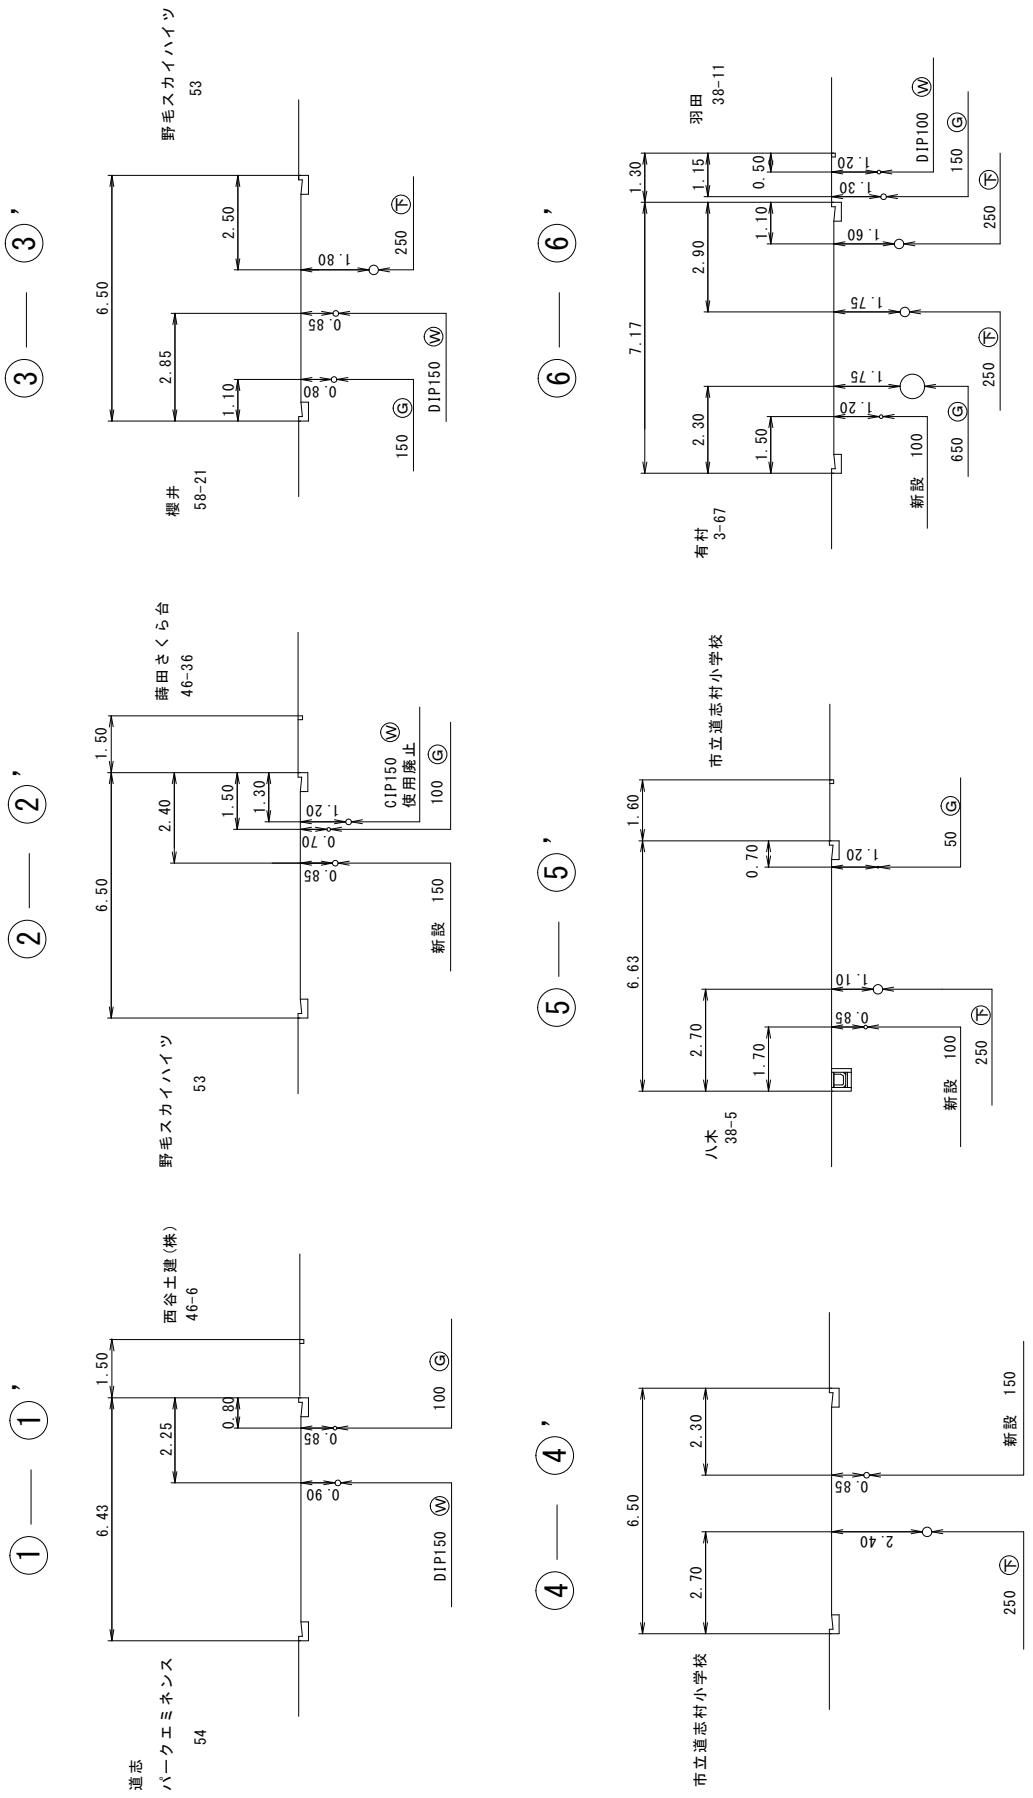 ① — ①’
道志
パークエミネンス
54
西谷土建(株)
46-6
6.43
1.50
2.25
0.80
0.90
0.85
DIP150 Ⓦ
100 Ⓖ
② — ②’
野毛スカイハイツ
53
蒔田さくら台
46-36
6.50
1.50
2.40
1.50
1.30
0.85
0.70
1.20
新設 150
CIP150 Ⓦ
使用廃止
100 Ⓖ
③ — ③’
櫻井
58-21
野毛スカイハイツ
53
6.50
2.85
2.50
1.10
0.80
0.85
1.80
150 Ⓖ
DIP150 Ⓦ
250 ㊦
④ — ④’
市立道志村小学校
6.50
2.70
2.30
2.40
0.85
250 ㊦
新設 150
⑤ — ⑤’
八木
38-5
市立道志村小学校
6.63
1.60
2.70
0.70
1.70
0.85
1.10
1.20
新設 100
250 ㊦
50 Ⓖ
⑥ — ⑥’
有村
3-67
羽田
38-11
7.17
1.30
2.30
2.90
1.15
1.50
1.10
0.50
1.20
1.75
1.75
1.60
1.30
1.20
新設 100
650 Ⓖ
250 ㊦
250 ㊦
150 Ⓖ
DIP100 Ⓦ